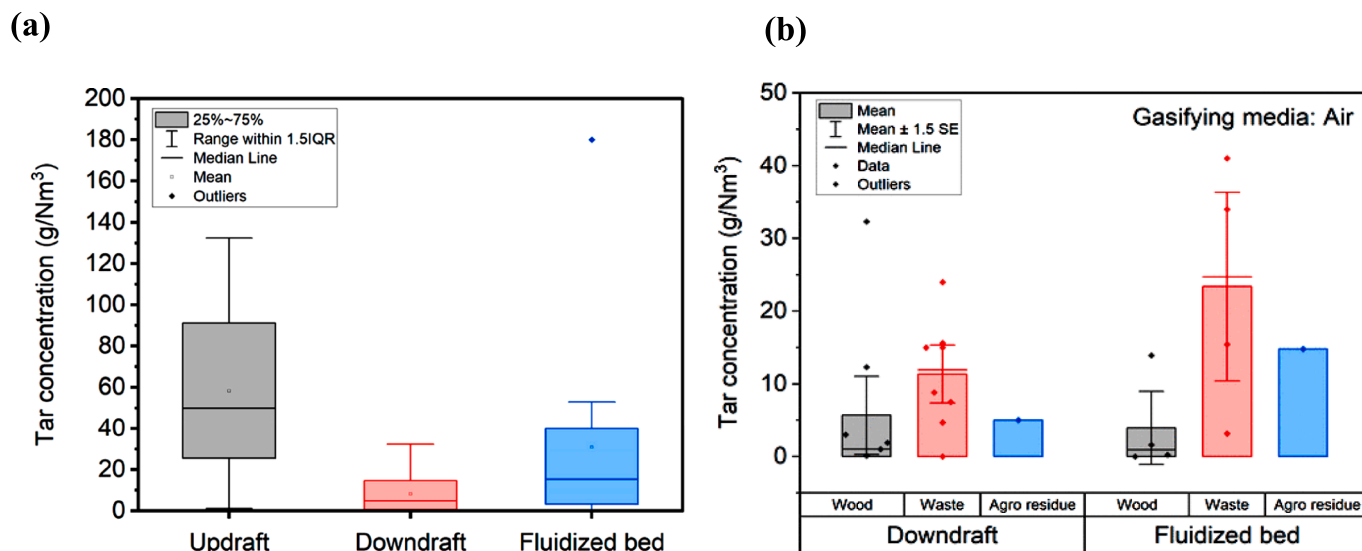 (a)
(b)
200
180
160
140
120
100
80
60
40
20
0
Tar concentration (g/Nm³)
25%~75%
Range within 1.5IQR
Median Line
Mean
Outliers
Updraft
Downdraft
Fluidized bed
50
40
30
20
10
0
Tar concentration (g/Nm³)
Mean
Mean ± 1.5 SE
Median Line
Data
Outliers
Gasifying media: Air
Wood
Waste
Agro residue
Wood
Waste
Agro residue
Downdraft
Fluidized bed